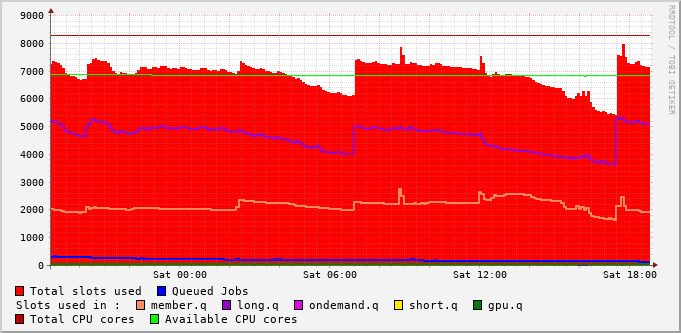 RRDTOOL / TOBI OETIKER
9000
8000
7000
6000
5000
4000
3000
2000
1000
0
Sat 00:00 Sat 06:00 Sat 12:00 Sat 18:00
Total slots used Queued Jobs
Slots used in : member.q long.q ondemand.q short.q gpu.q
Total CPU cores Available CPU cores